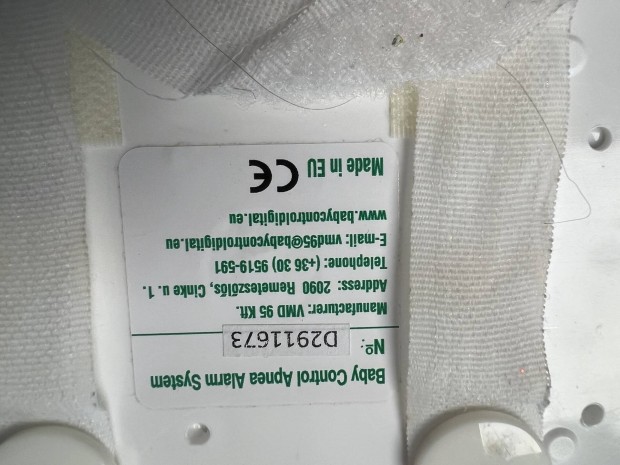 Baby Control Apnea Alarm System
Nº: D2911673
Manufacturer: VMD 95 Kft.
Address: 2090 Remeteszőlős, Cinke u. 1.
Telephone: (+36 30) 9519-591
E-mail: vmd95@babycontroldigital.eu
www.babycontroldigital.eu
Made in EU CE